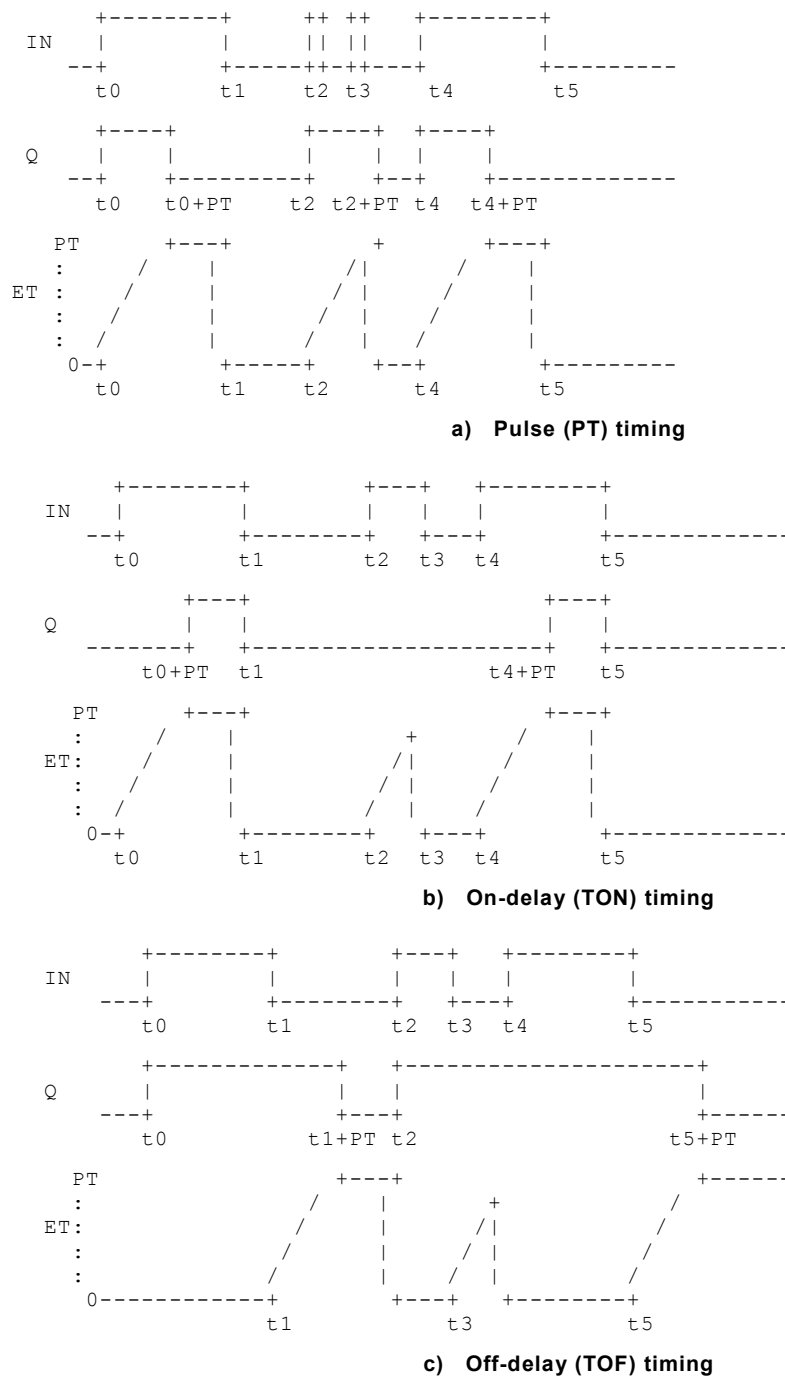 +--------+      ++ ++   +--------+
IN     |        |      || ||   |        |
--+        +-----++-++---+        +---------
t0       t1     t2 t3     t4       t5
+----+         +----+  +----+
Q     |    |         |    |  |    |
--+    +---------+    +--+    +-------------
t0   t0+PT    t2  t2+PT t4   t4+PT
PT       +---+          +       +---+
:     /    |         /|      /    |
ET :    /     |        / |     /     |
:   /      |       /  |    /      |
:  /       |      /   |   /       |
0-+        +-----+    +--+        +---------
t0       t1    t2      t4       t5
a) Pulse (PT) timing
+--------+        +---+   +--------+
IN    |        |        |   |   |        |
--+        +--------+   +---+        +-------------
t0       t1       t2  t3  t4       t5
+---+                     +---+
Q          |   |                     |   |
-------+   +---------------------+   +-------------
t0+PT  t1                t4+PT   t5
PT      +---+                     +---+
:     /    |            +       /    |
ET:    /     |           /|      /     |
:   /      |          / |     /      |
:  /       |         /  |    /       |
0-+        +--------+   +---+        +-------------
t0       t1       t2  t3  t4       t5
b) On-delay (TON) timing
+--------+        +---+   +--------+
IN     |        |        |   |   |        |
---+        +--------+   +---+        +-----------
t0       t1       t2  t3  t4       t5
+-------------+   +---------------------+
Q      |             |   |                     |
---+             +---+                     +------
t0          t1+PT t2                  t5+PT
PT                 +---+                     +------
:                /    |       +            /
ET:               /     |      /|           /
:              /      |     / |          /
:             /       |    /  |         /
0------------+        +---+   +--------+
t1           t3          t5
c) Off-delay (TOF) timing